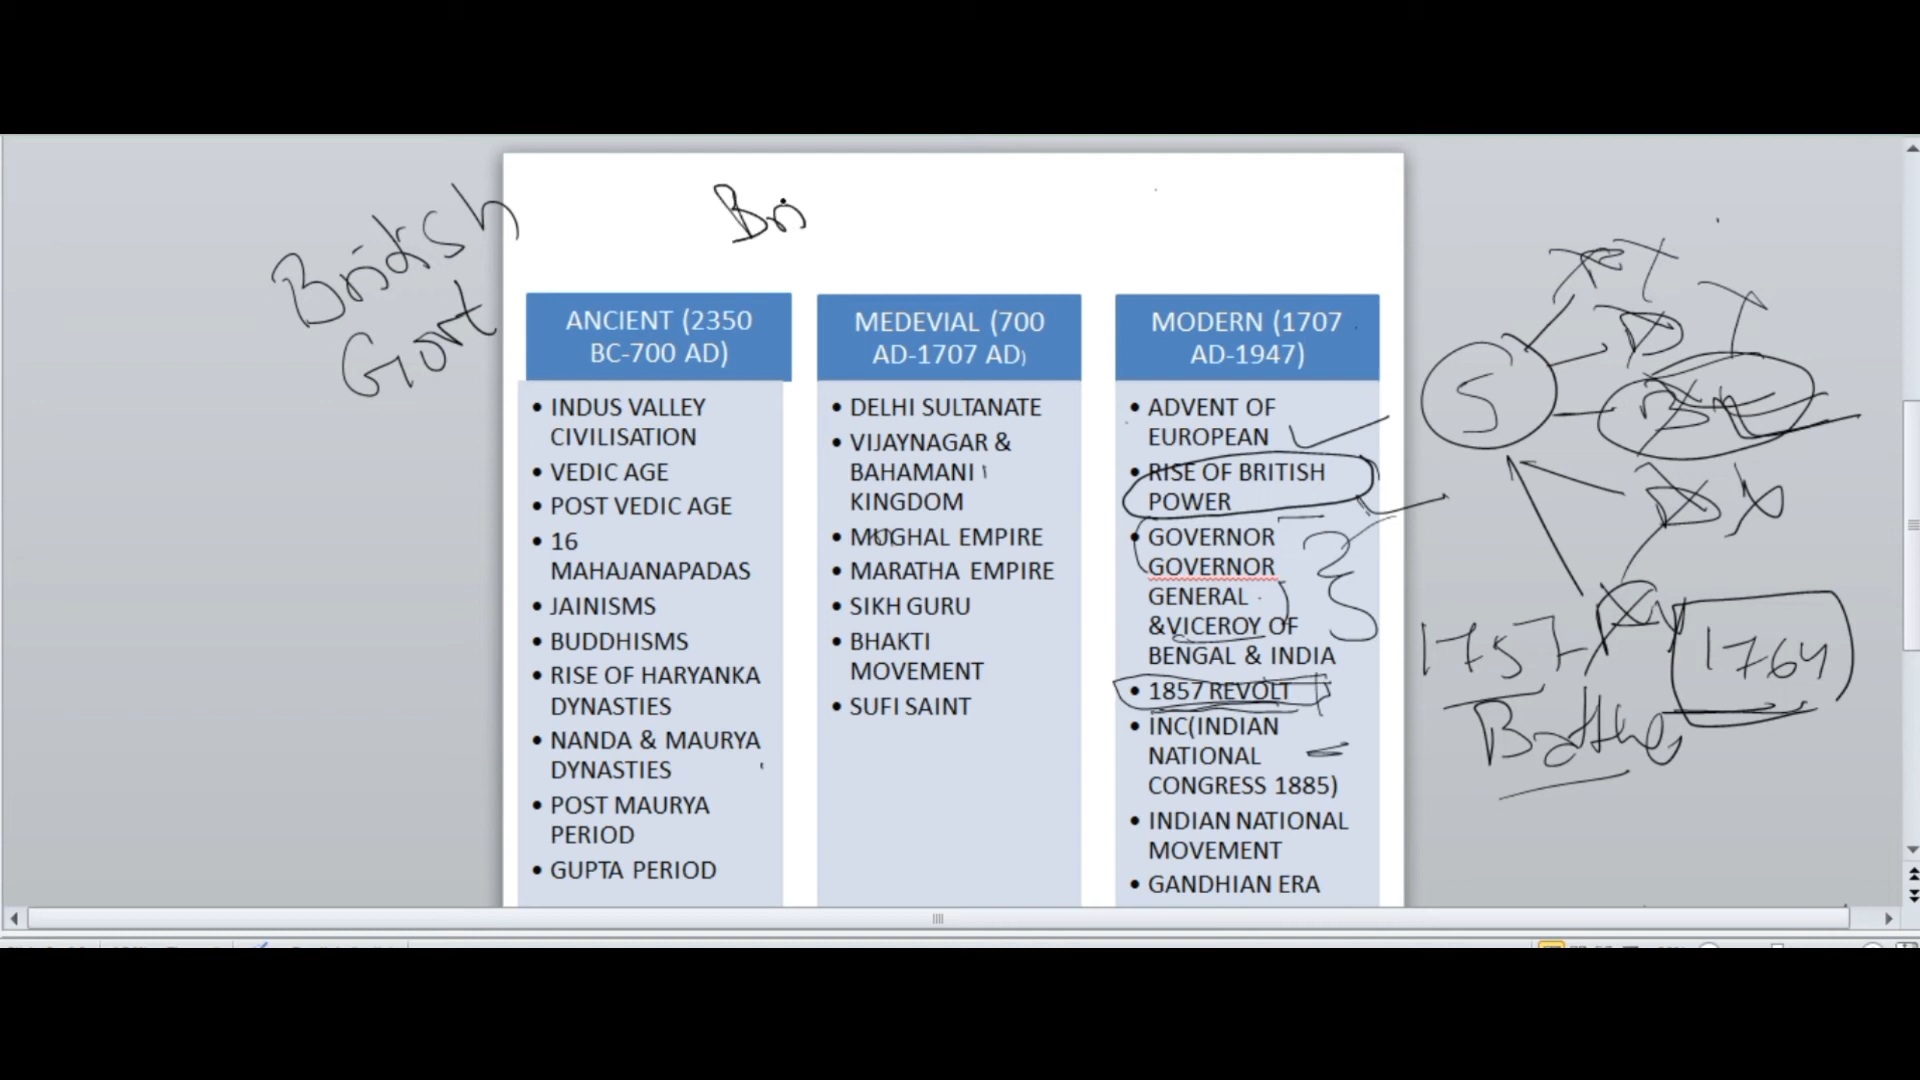 British
Govt
Bri
ANCIENT (2350
BC-700 AD)
• INDUS VALLEY
CIVILISATION
• VEDIC AGE
• POST VEDIC AGE
• 16
MAHAJANAPADAS
• JAINISMS
• BUDDHISMS
• RISE OF HARYANKA
DYNASTIES
• NANDA & MAURYA
DYNASTIES
• POST MAURYA
PERIOD
• GUPTA PERIOD
MEDEVIAL (700
AD-1707 AD)
• DELHI SULTANATE
• VIJAYNAGAR &
BAHAMANI
KINGDOM
• MUGHAL EMPIRE
• MARATHA EMPIRE
• SIKH GURU
• BHAKTI
MOVEMENT
• SUFI SAINT
MODERN (1707
AD-1947)
• ADVENT OF
EUROPEAN
• RISE OF BRITISH
POWER
• GOVERNOR
GOVERNOR
GENERAL
&VICEROY OF
BENGAL & INDIA
• 1857 REVOLT
• INC(INDIAN
NATIONAL
CONGRESS 1885)
• INDIAN NATIONAL
MOVEMENT
• GANDHIAN ERA
S
D
1757
1764